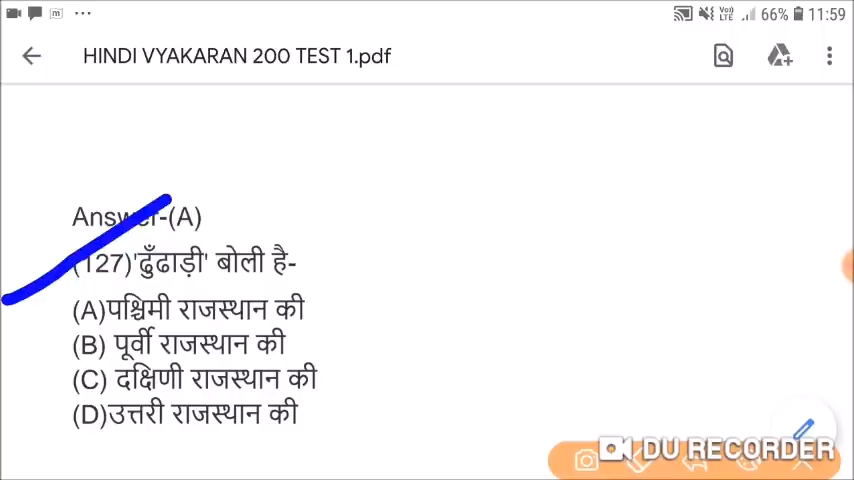 66% 11:59
HINDI VYAKARAN 200 TEST 1.pdf
Answer-(A)
(127)'ढुँढाड़ी' बोली है-
(A)पश्चिमी राजस्थान की
(B) पूर्वी राजस्थान की
(C) दक्षिणी राजस्थान की
(D)उत्तरी राजस्थान की
DU RECORDER